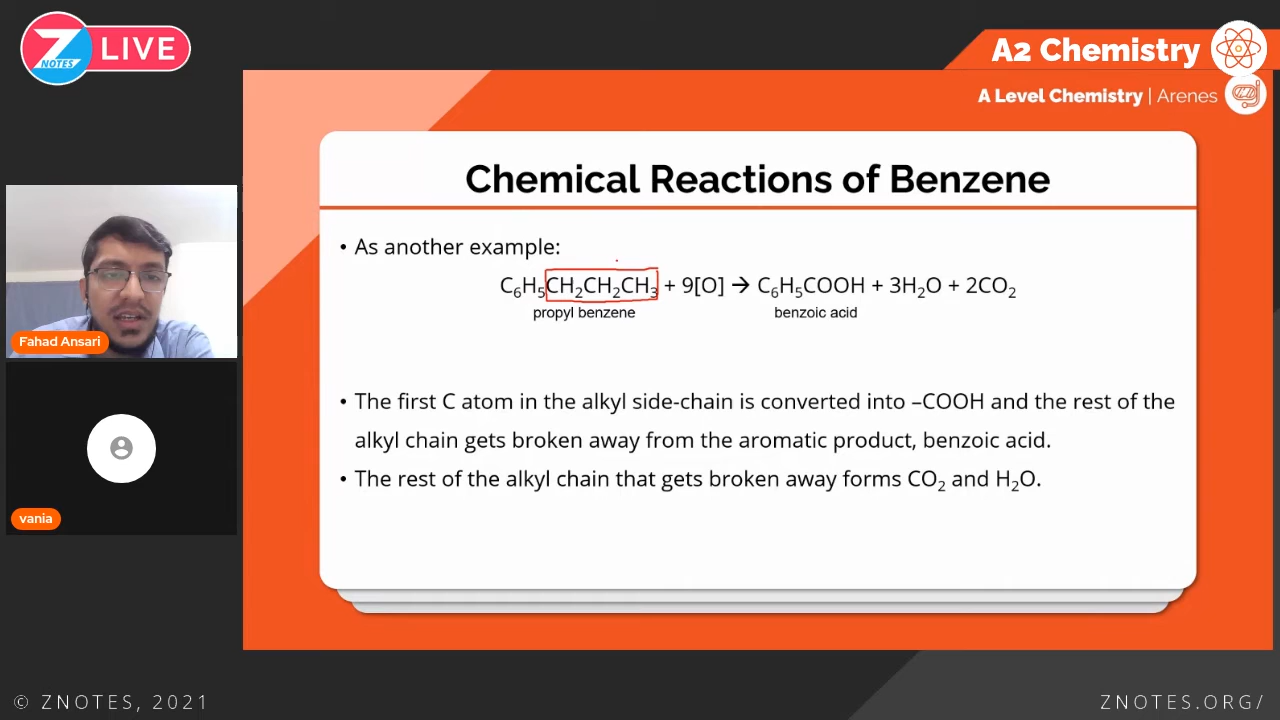 Z NOTES LIVE
A2 Chemistry
A Level Chemistry | Arenes
Chemical Reactions of Benzene
• As another example:
C₆H₅CH₂CH₂CH₃ + 9[O] → C₆H₅COOH + 3H₂O + 2CO₂
propyl benzene benzoic acid
• The first C atom in the alkyl side-chain is converted into –COOH and the rest of the
alkyl chain gets broken away from the aromatic product, benzoic acid.
• The rest of the alkyl chain that gets broken away forms CO₂ and H₂O.
Fahad Ansari
vania
© ZNOTES, 2021
ZNOTES.ORG/